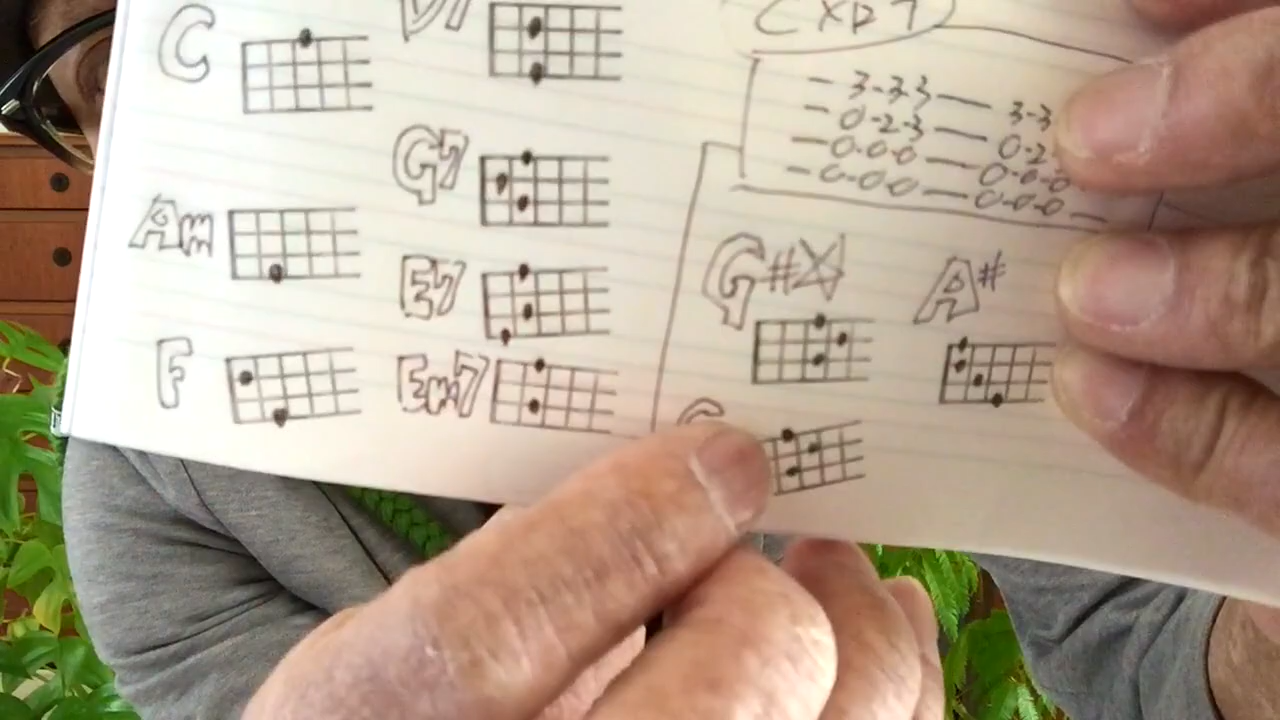 C
D7
G7
Am
E7
F
Em7
3-3-3— 3-3
0-2-3— 0-2
0-0-0— 0-0-0
0-0-0— 0-0-0—
G#
A#